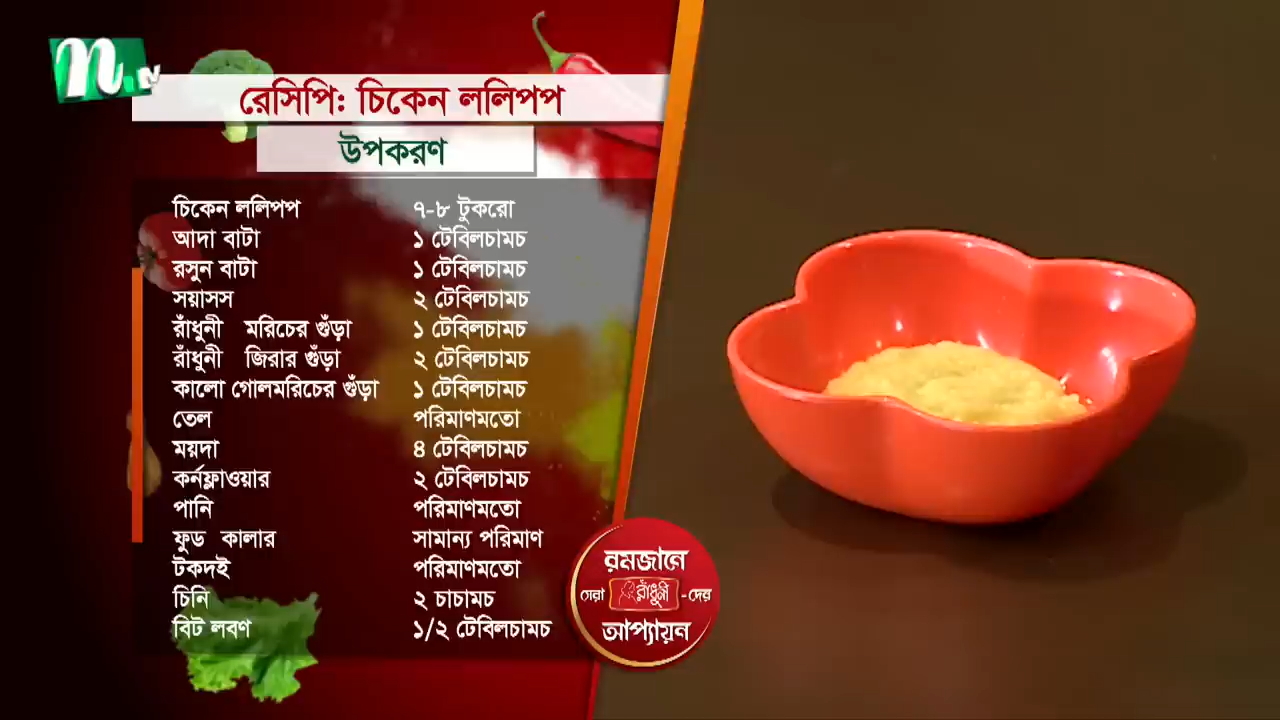 NTV
রেসিপি: চিকেন ললিপপ
উপকরণ
চিকেন ললিপপ ৭-৮ টুকরো
আদা বাটা ১ টেবিলচামচ
রসুন বাটা ১ টেবিলচামচ
সয়াসস ২ টেবিলচামচ
রাঁধুনী মরিচের গুঁড়া ১ টেবিলচামচ
রাঁধুনী জিরার গুঁড়া ২ টেবিলচামচ
কালো গোলমরিচের গুঁড়া ১ টেবিলচামচ
তেল পরিমাণমতো
ময়দা ৪ টেবিলচামচ
কর্নফ্লাওয়ার ২ টেবিলচামচ
পানি পরিমাণমতো
ফুড কালার সামান্য পরিমাণ
টকদই পরিমাণমতো
চিনি ২ চাচামচ
বিট লবণ ১/২ টেবিলচামচ
রমজানে
সেরা রাঁধুনী -দের
আপ্যায়ন